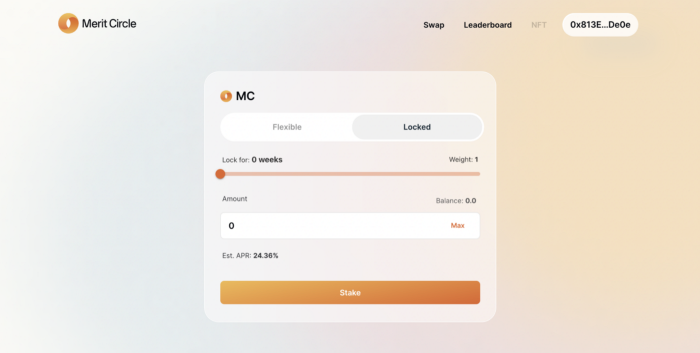 Merit Circle Swap Leaderboard NFT 0x813E...De0e
MC
Flexible Locked
Lock for: 0 weeks Weight: 1
Amount Balance: 0.0
0 Max
Est. APR: 24.36%
Stake